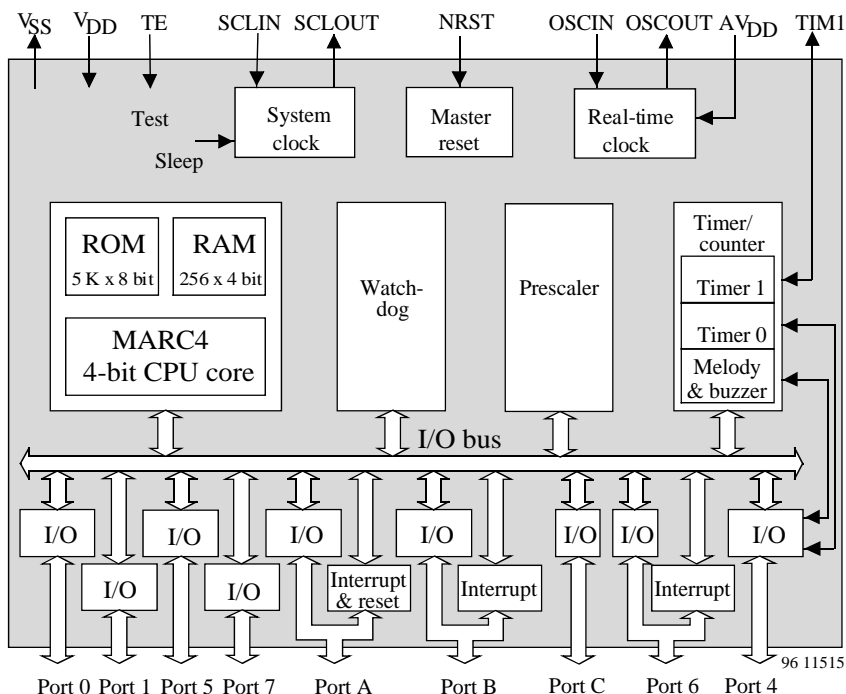 VSS VDD TE SCLIN SCLOUT NRST OSCIN OSCOUT AVDD TIM1
Test
Sleep
System
clock
Master
reset
Real-time
clock
ROM
5 K x 8 bit
RAM
256 x 4 bit
MARC4
4-bit CPU core
Watch-
dog
Prescaler
Timer/
counter
Timer 1
Timer 0
Melody
& buzzer
I/O bus
I/O I/O I/O I/O I/O I/O I/O
I/O I/O
Interrupt
& reset
Interrupt
Interrupt
96 11515
Port 0 Port 1 Port 5 Port 7 Port A Port B Port C Port 6 Port 4